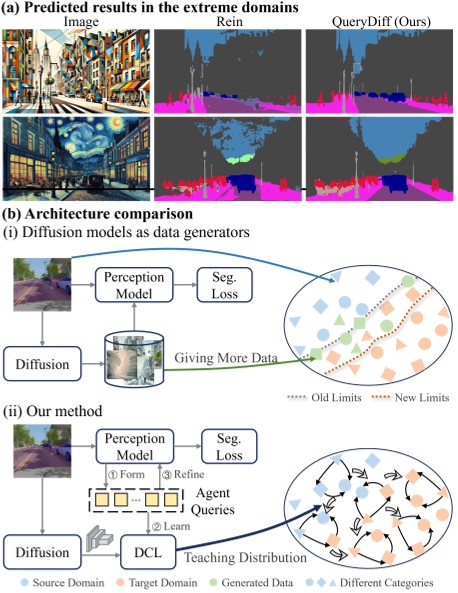 (a) Predicted results in the extreme domains
Image Rein QueryDiff (Ours)
(b) Architecture comparison
(i) Diffusion models as data generators
Perception Model
Seg. Loss
Diffusion
Giving More Data
Old Limits New Limits
(ii) Our method
Perception Model
Seg. Loss
① Form ③ Refine
Agent Queries
② Learn
Diffusion
DCL
Teaching Distribution
Source Domain Target Domain Generated Data Different Categories